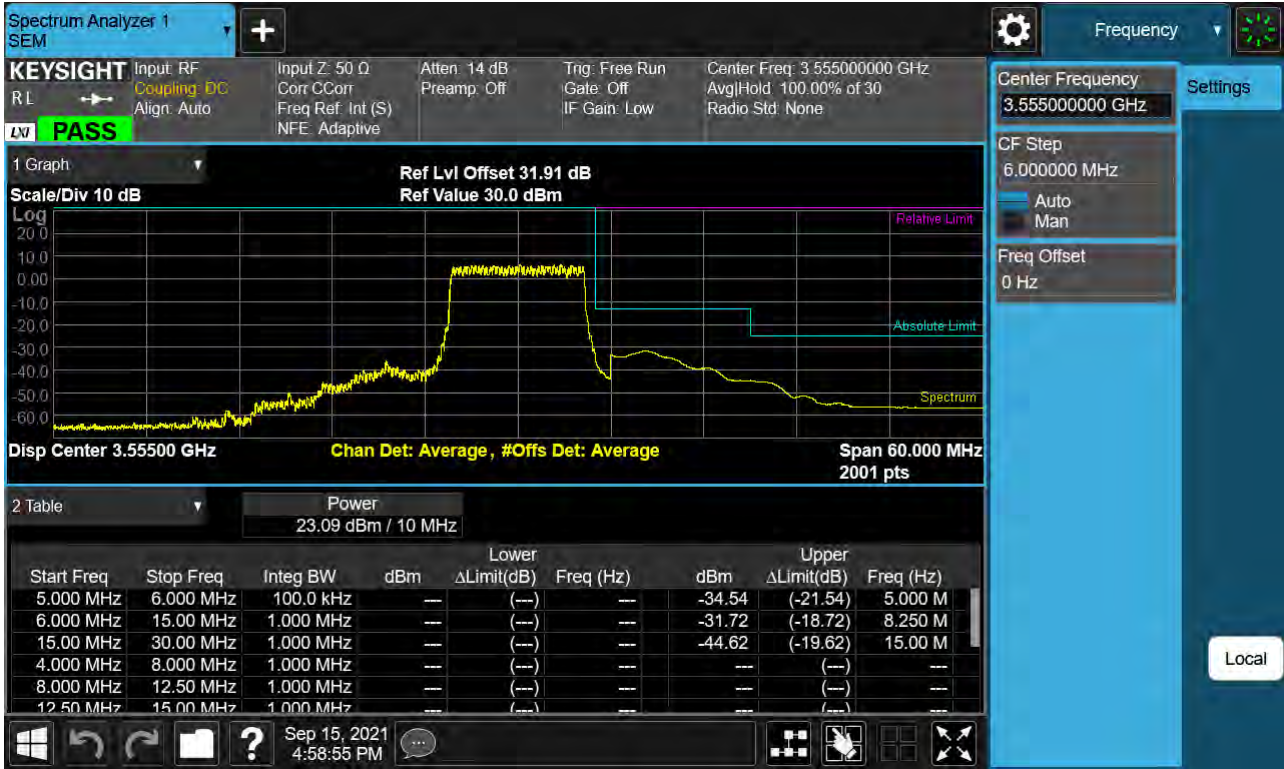 Spectrum Analyzer 1
SEM
Frequency
KEYSIGHT
R L
LXI
PASS
Input: RF
Coupling: DC
Align: Auto
Input Z: 50 Ω
Corr CCorr
Freq Ref: Int (S)
NFE: Adaptive
Atten: 14 dB
Preamp: Off
Trig: Free Run
Gate: Off
IF Gain: Low
Center Freq: 3.555000000 GHz
Avg|Hold: 100.00% of 30
Radio Std: None
Center Frequency
3.555000000 GHz
Settings
CF Step
6.000000 MHz
Auto
Man
Freq Offset
0 Hz
Local
1 Graph
Scale/Div 10 dB
Ref Lvl Offset 31.91 dB
Ref Value 30.0 dBm
Log
20.0
10.0
0.00
-10.0
-20.0
-30.0
-40.0
-50.0
-60.0
Relative Limit
Absolute Limit
Spectrum
Disp Center 3.55500 GHz
Chan Det: Average, #Offs Det: Average
Span 60.000 MHz
2001 pts
2 Table
Power
23.09 dBm / 10 MHz
Lower Upper
Start Freq Stop Freq Integ BW dBm ΔLimit(dB) Freq (Hz) dBm ΔLimit(dB) Freq (Hz)
5.000 MHz 6.000 MHz 100.0 kHz --- (---) --- -34.54 (-21.54) 5.000 M
6.000 MHz 15.00 MHz 1.000 MHz --- (---) --- -31.72 (-18.72) 8.250 M
15.00 MHz 30.00 MHz 1.000 MHz --- (---) --- -44.62 (-19.62) 15.00 M
4.000 MHz 8.000 MHz 1.000 MHz --- (---) --- --- (---) ---
8.000 MHz 12.50 MHz 1.000 MHz --- (---) --- --- (---) ---
12.50 MHz 15.00 MHz 1.000 MHz --- (---) --- --- (---) ---
Sep 15, 2021
4:58:55 PM